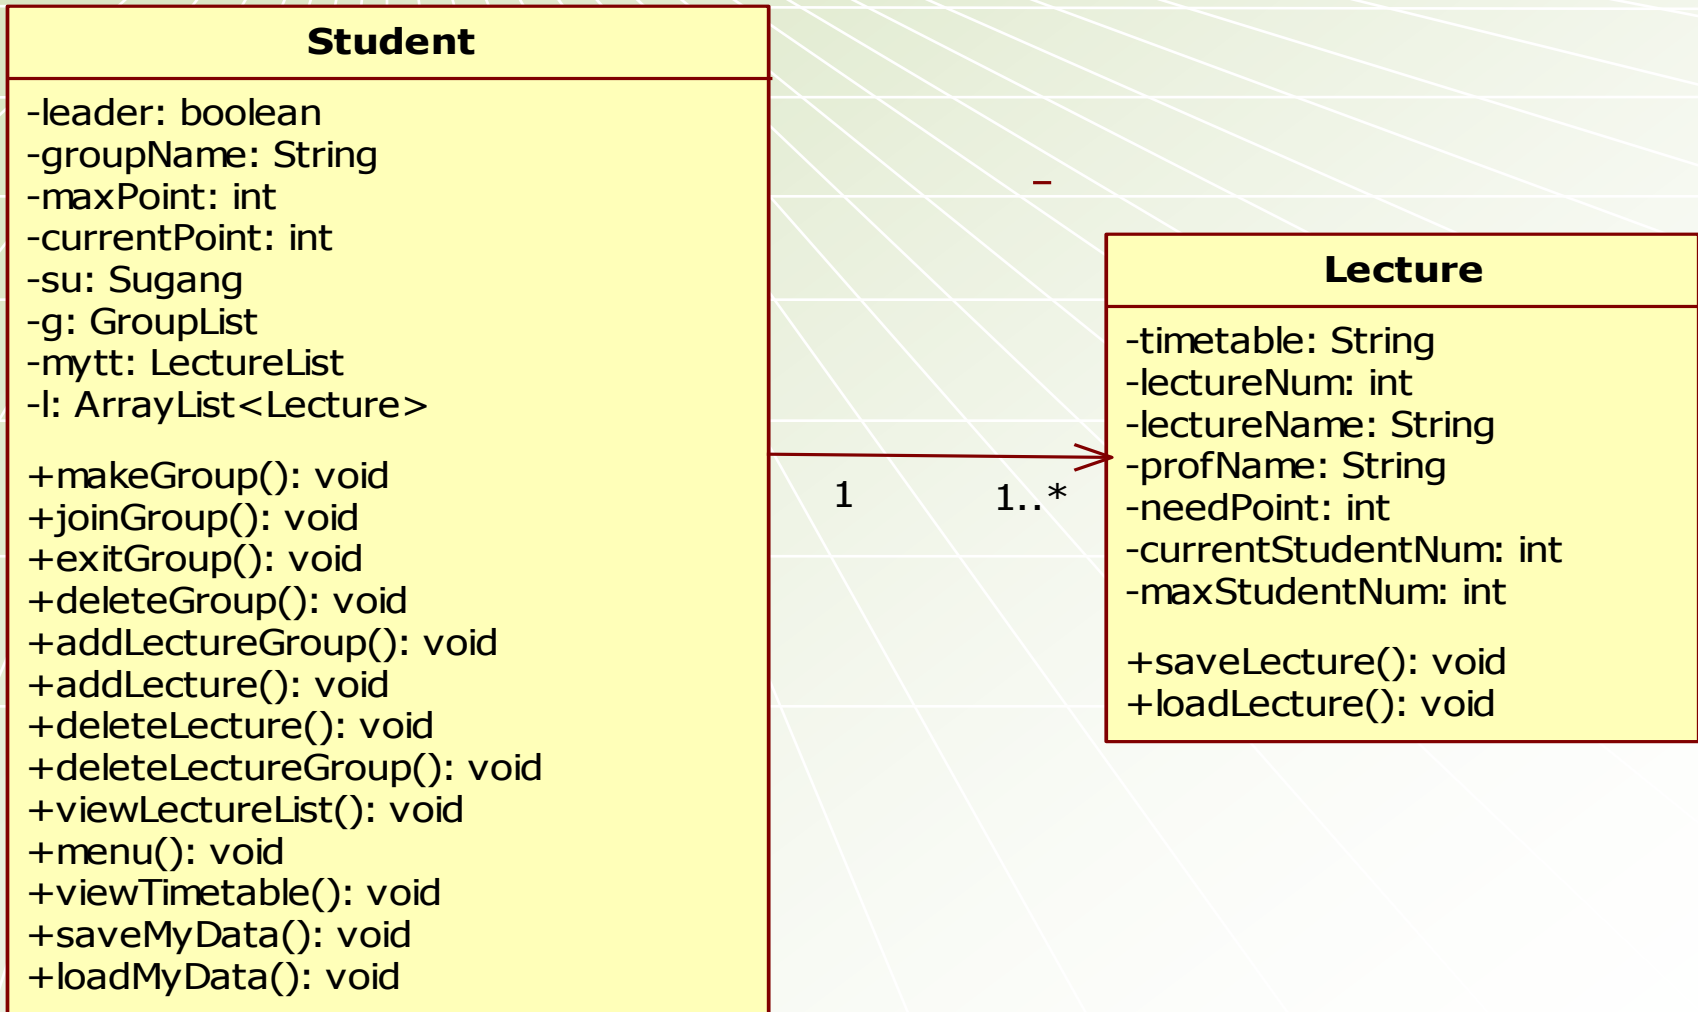 Student
-leader: boolean
-groupName: String
-maxPoint: int
-currentPoint: int
-su: Sugang
-g: GroupList
-mytt: LectureList
-l: ArrayList<Lecture>
+makeGroup(): void
+joinGroup(): void
+exitGroup(): void
+deleteGroup(): void
+addLectureGroup(): void
+addLecture(): void
+deleteLecture(): void
+deleteLectureGroup(): void
+viewLectureList(): void
+menu(): void
+viewTimetable(): void
+saveMyData(): void
+loadMyData(): void
1
1..*
Lecture
-timetable: String
-lectureNum: int
-lectureName: String
-profName: String
-needPoint: int
-currentStudentNum: int
-maxStudentNum: int
+saveLecture(): void
+loadLecture(): void